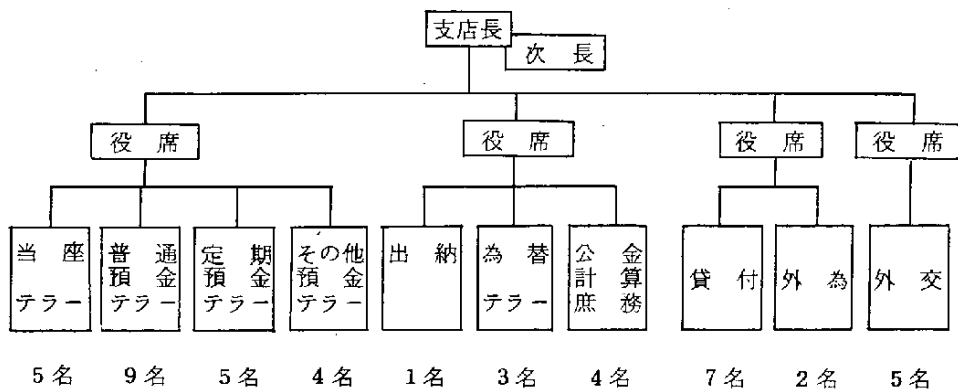 支店長
次長
役席
役席
役席
役席
当座
テラー
普通
預金
テラー
定期
預金
テラー
その他
預金
テラー
出納
為替
テラー
公金
計算
庶務
貸付
外為
外交
5名
9名
5名
4名
1名
3名
4名
7名
2名
5名